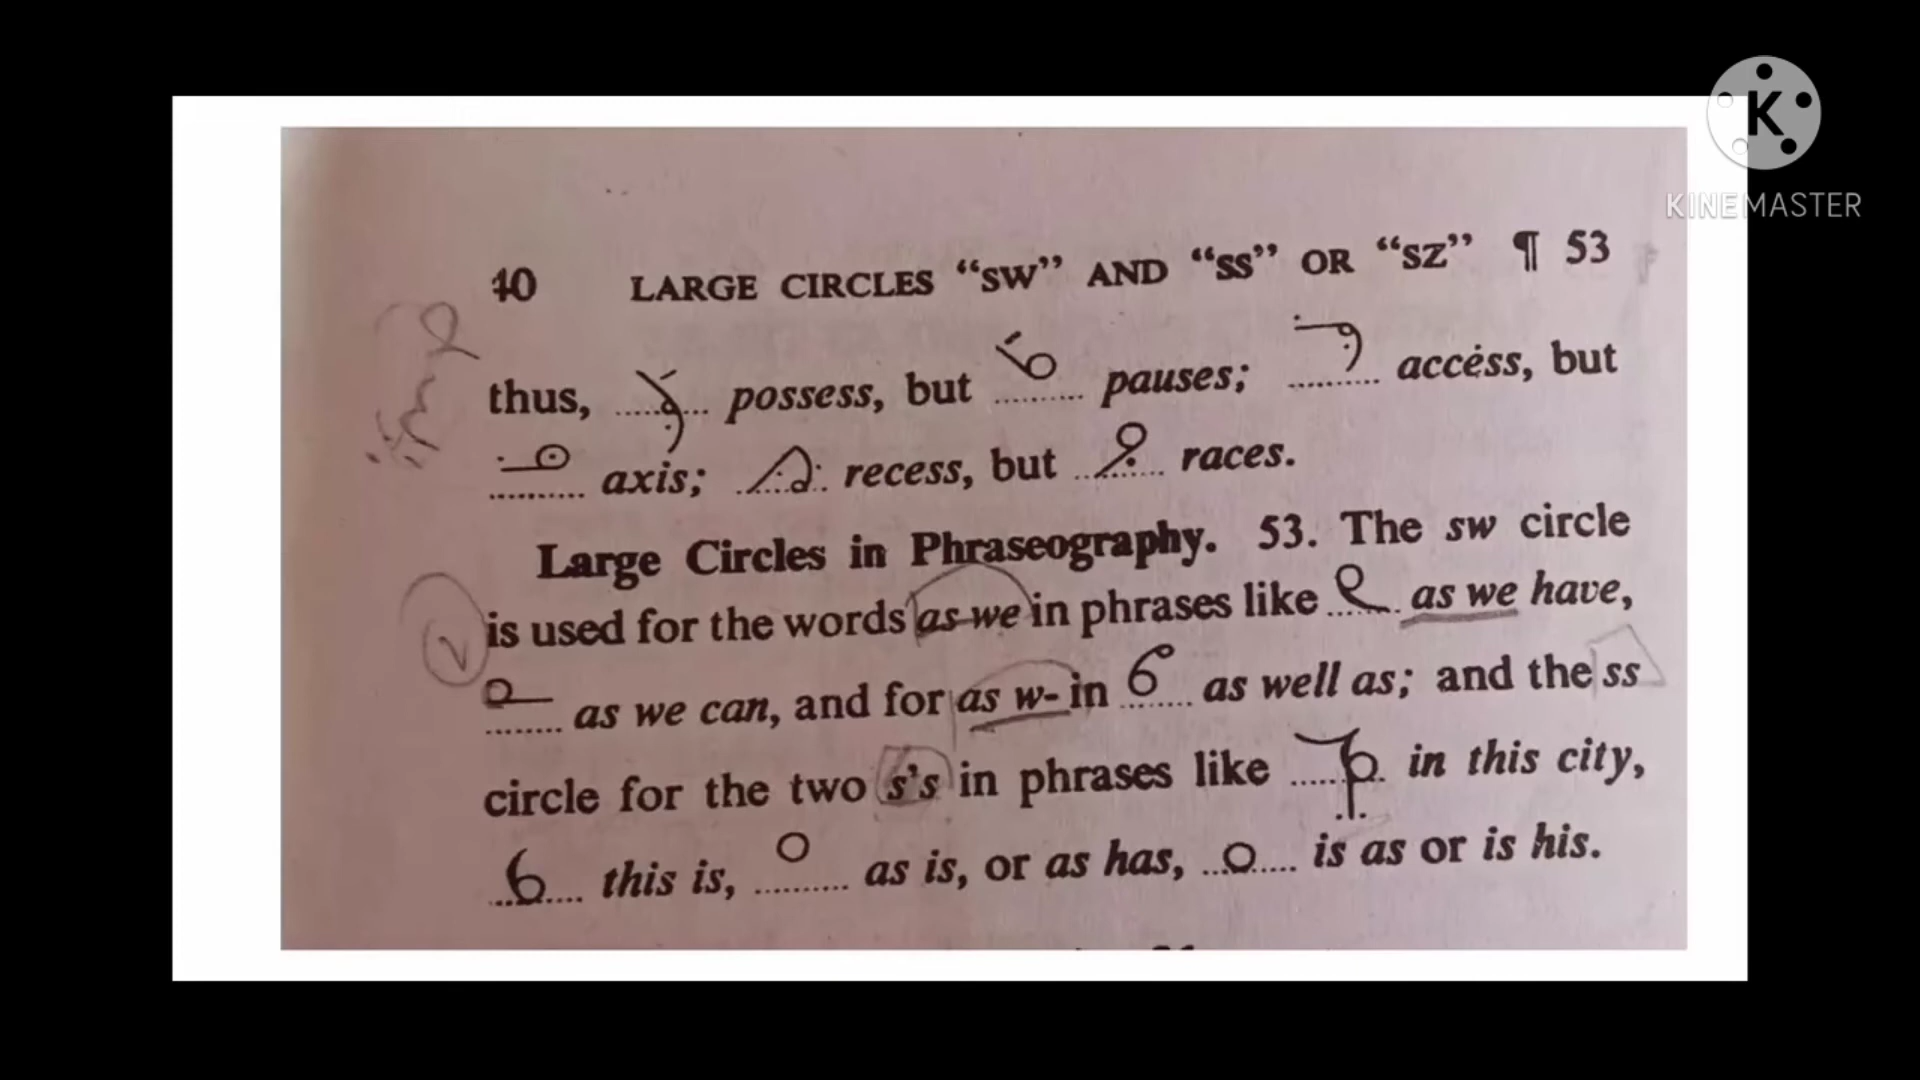 KINEMASTER
40 LARGE CIRCLES “SW” AND “SS” OR “SZ” ¶ 53
thus, ........ possess, but ......... pauses; ......... access, but
.......... axis; ........ recess, but ........ races.
Large Circles in Phraseography. 53. The sw circle
is used for the words as we in phrases like ....... as we have,
........ as we can, and for as w- in ....... as well as; and the ss
circle for the two s's in phrases like ........ in this city,
........ this is, ......... as is, or as has, ........ is as or is his.